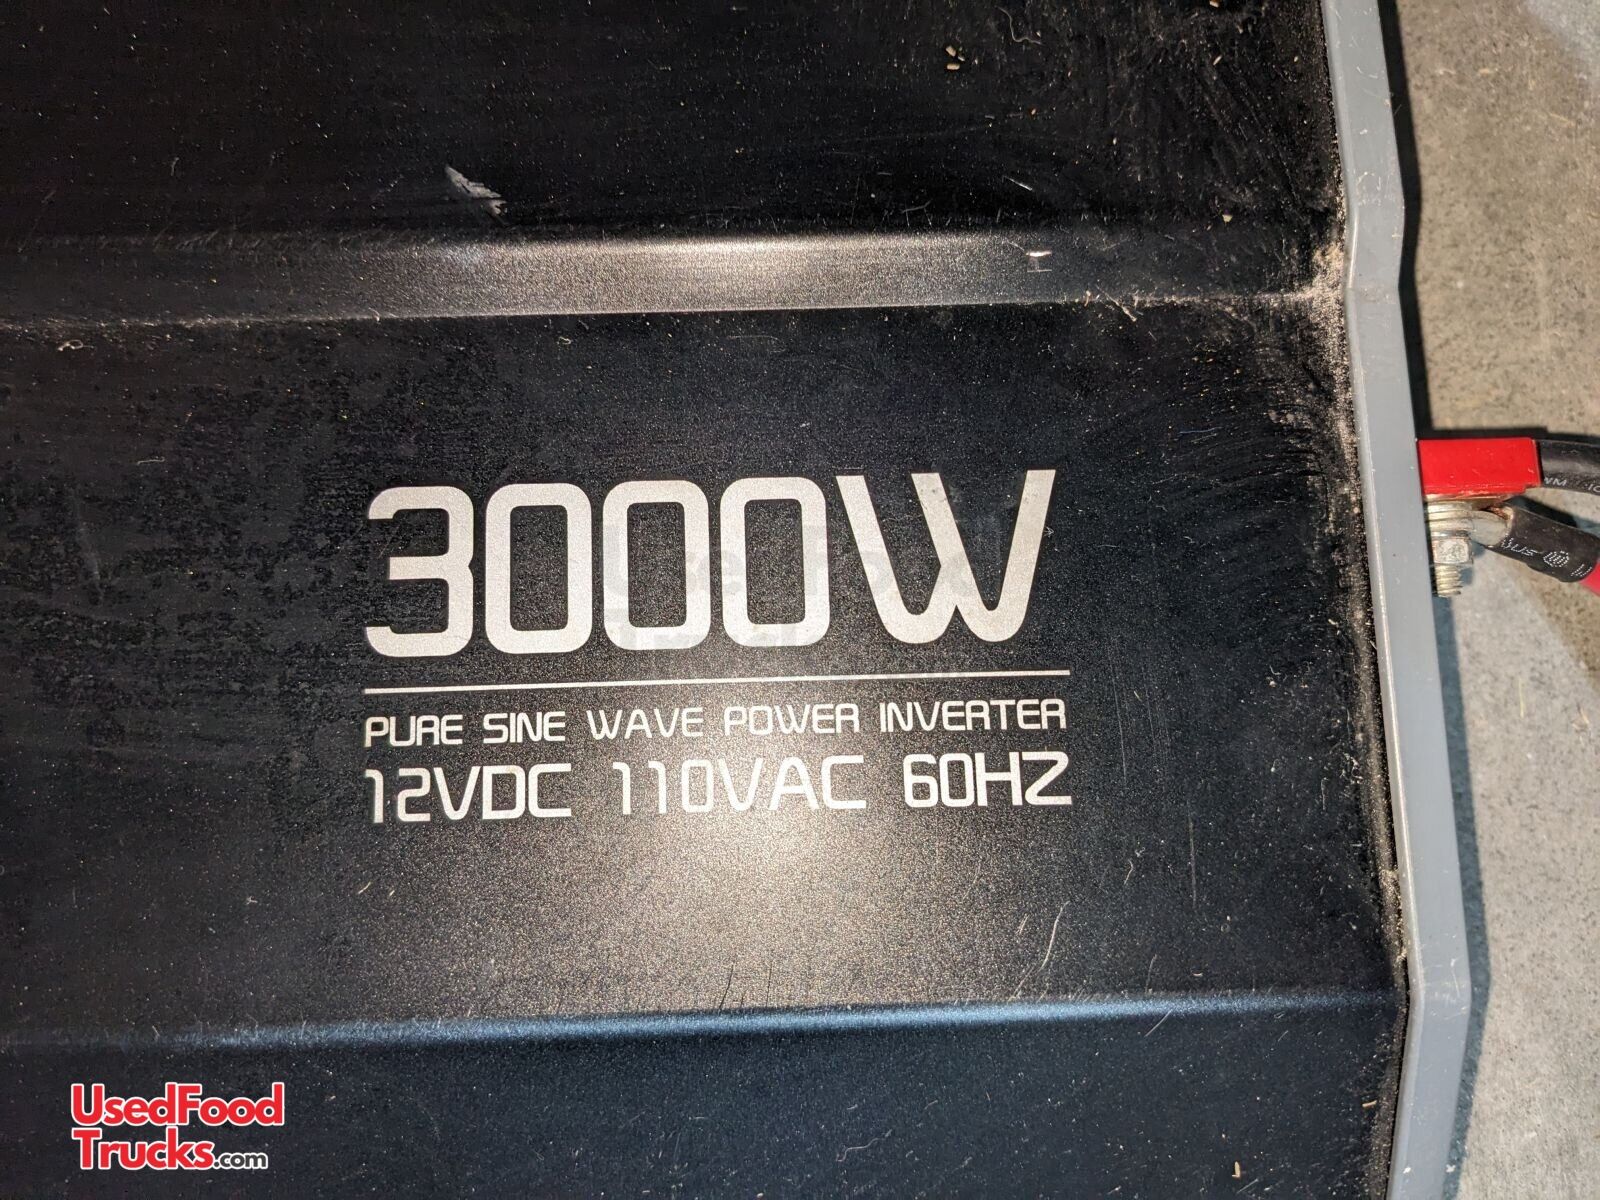 3000W
PURE SINE WAVE POWER INVERTER
12VDC 110VAC 60HZ
UsedFood
Trucks.com